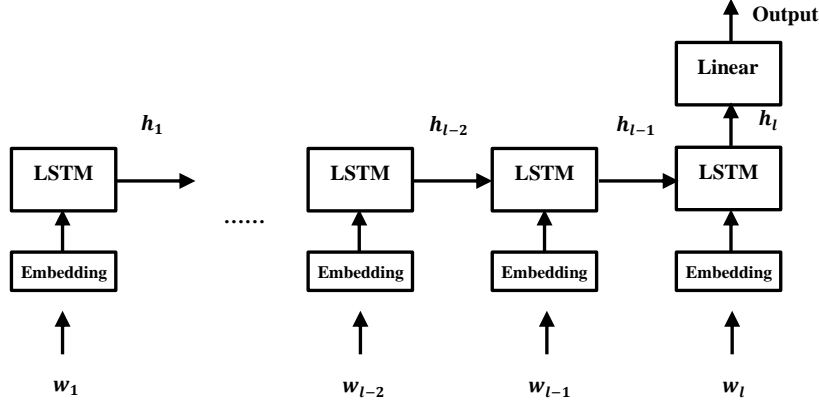 Output
Linear
h_1
h_{l-2}
h_{l-1}
h_l
LSTM
LSTM
LSTM
LSTM
......
Embedding
Embedding
Embedding
Embedding
w_1
w_{l-2}
w_{l-1}
w_l